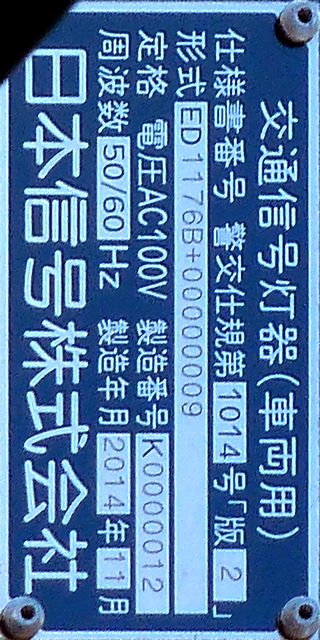 交通信号灯器(車両用)
仕様書番号 警交仕規第1014号「版2」
形式 ED1176B+00000009
定格 電圧AC100V 製造番号 K0000012
周波数 50/60 Hz 製造年月 2014年11月
日本信号株式会社